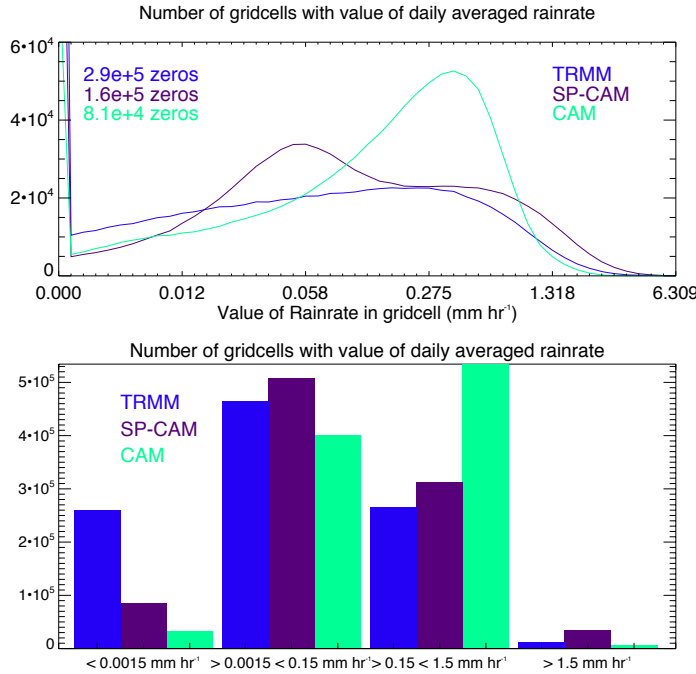 Number of gridcells with value of daily averaged rainrate
6•10⁴
4•10⁴
2•10⁴
0
2.9e+5 zeros
1.6e+5 zeros
8.1e+4 zeros
TRMM
SP-CAM
CAM
0.000 0.012 0.058 0.275 1.318 6.309
Value of Rainrate in gridcell (mm hr⁻¹)
Number of gridcells with value of daily averaged rainrate
5•10⁵
4•10⁵
3•10⁵
2•10⁵
1•10⁵
0
TRMM
SP-CAM
CAM
< 0.0015 mm hr⁻¹ > 0.0015 < 0.15 mm hr⁻¹ > 0.15 < 1.5 mm hr⁻¹ > 1.5 mm hr⁻¹